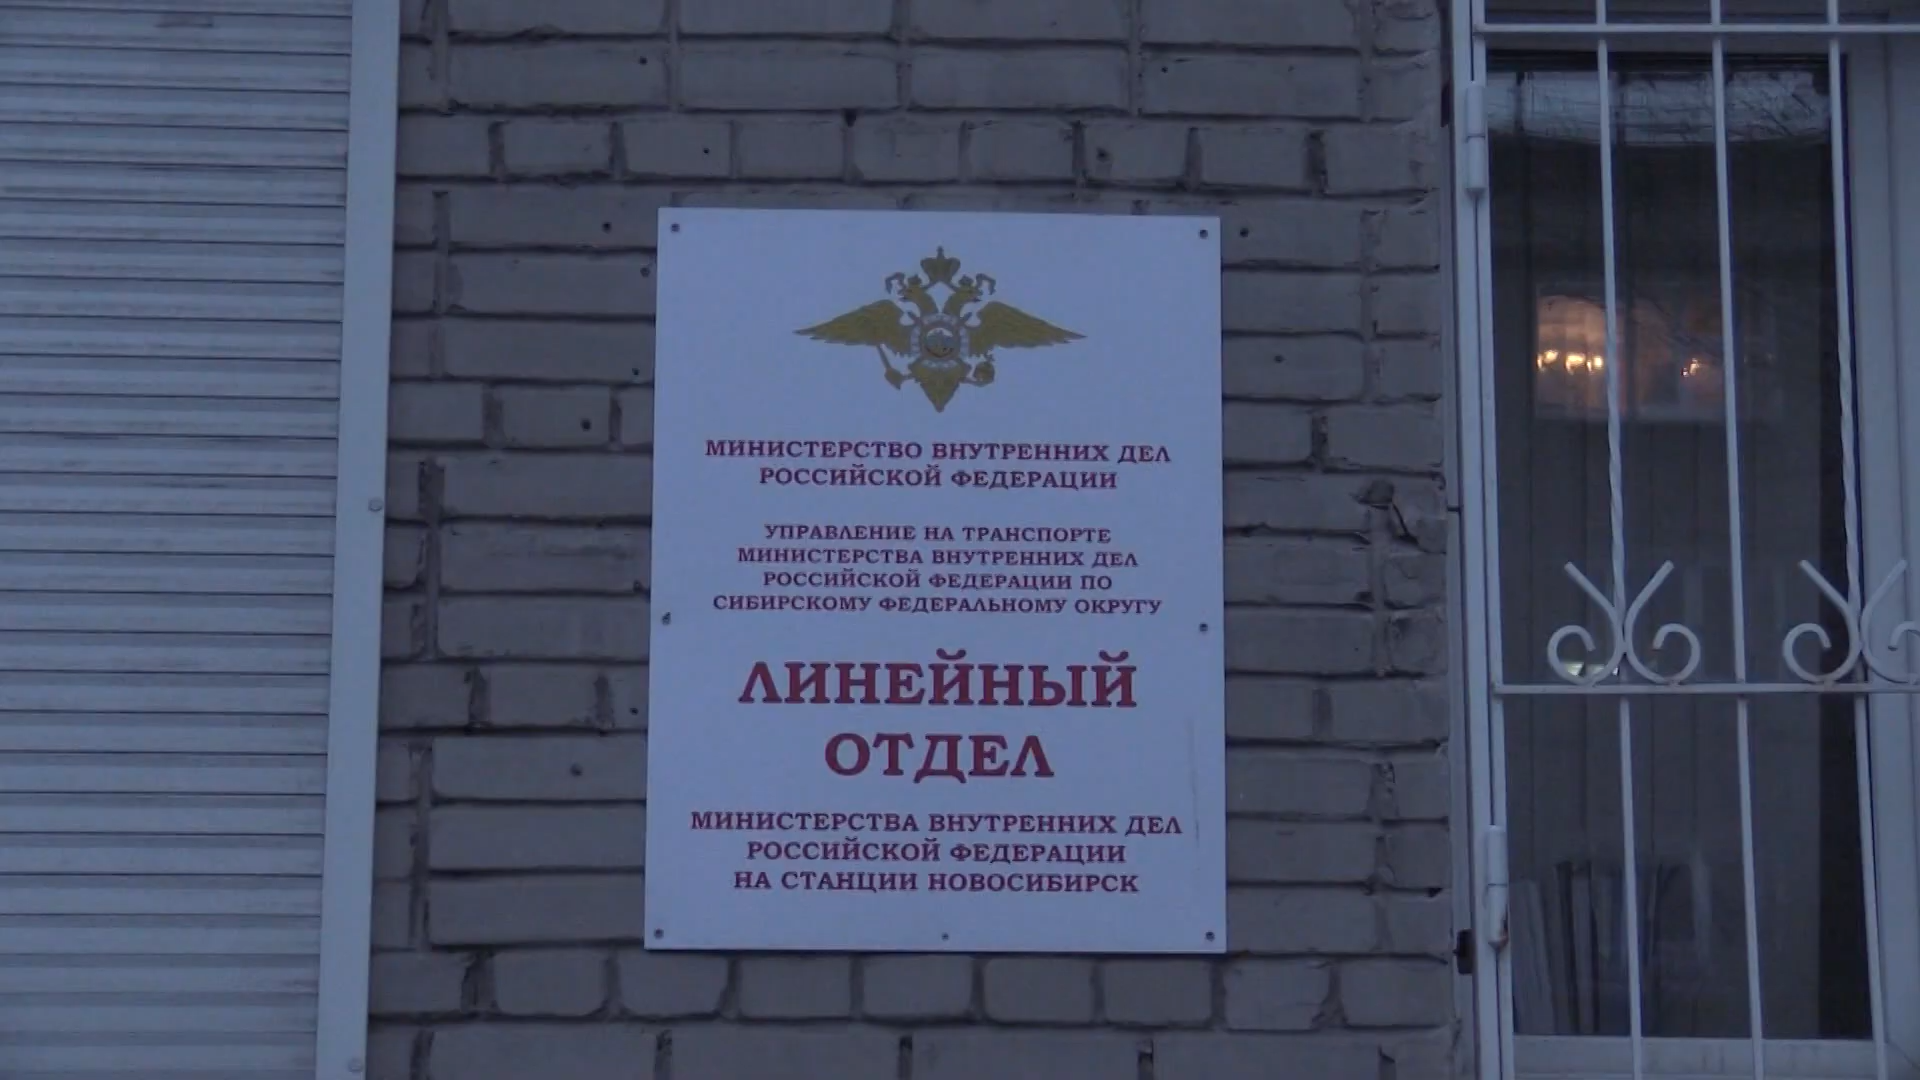 МИНИСТЕРСТВО ВНУТРЕННИХ ДЕЛ
РОССИЙСКОЙ ФЕДЕРАЦИИ
УПРАВЛЕНИЕ НА ТРАНСПОРТЕ
МИНИСТЕРСТВА ВНУТРЕННИХ ДЕЛ
РОССИЙСКОЙ ФЕДЕРАЦИИ ПО
СИБИРСКОМУ ФЕДЕРАЛЬНОМУ ОКРУГУ
ЛИНЕЙНЫЙ
ОТДЕЛ
МИНИСТЕРСТВА ВНУТРЕННИХ ДЕЛ
РОССИЙСКОЙ ФЕДЕРАЦИИ
НА СТАНЦИИ НОВОСИБИРСК